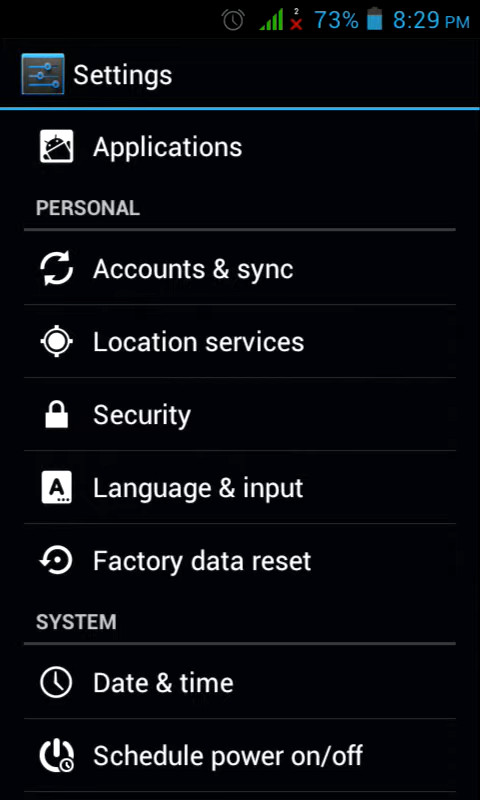 2 73% 8:29 PM
Settings
Applications
PERSONAL
Accounts & sync
Location services
Security
A... Language & input
Factory data reset
SYSTEM
Date & time
Schedule power on/off